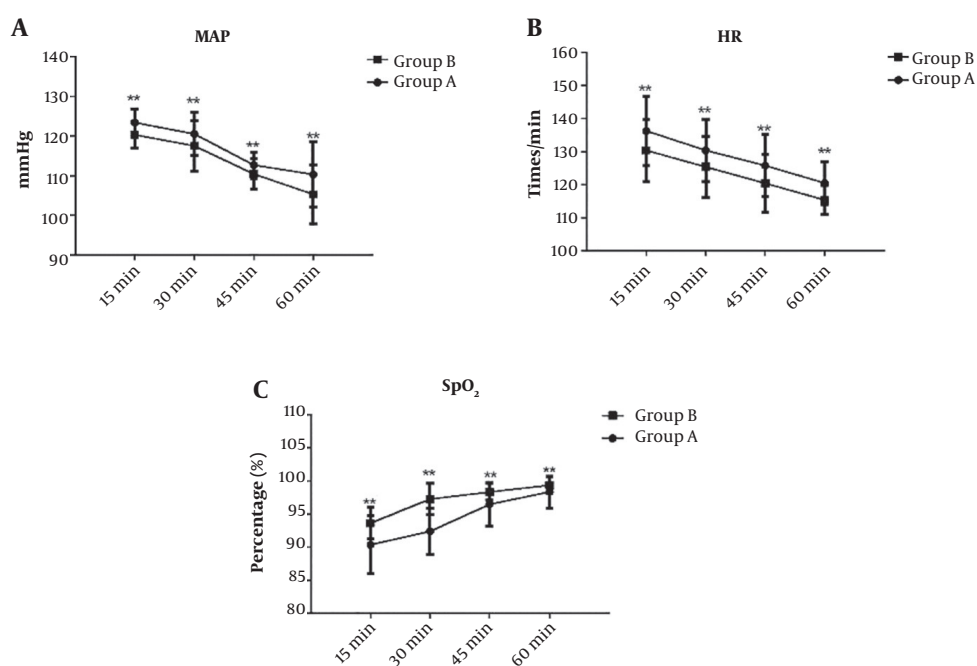 A
MAP
Group B
Group A
140
130
120
110
100
90
mmHg
**
**
**
**
15 min
30 min
45 min
60 min
B
HR
Group B
Group A
160
150
140
130
120
110
100
Times/min
**
**
**
**
15 min
30 min
45 min
60 min
C
SpO₂
Group B
Group A
110
105
100
95
90
85
80
Percentage (%)
**
**
**
**
15 min
30 min
45 min
60 min